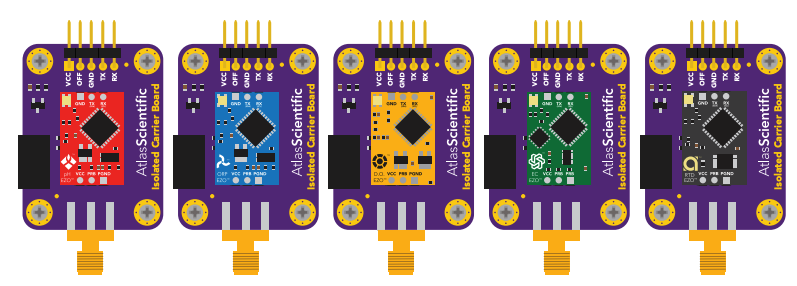 VCC OFF GND TX RX
GND TX RX
AtlasScientific
Isolated Carrier Board
pH
EZO™ VCC PRB PGND
VCC OFF GND TX RX
GND TX RX
AtlasScientific
Isolated Carrier Board
ORP
EZO™ VCC PRB PGND
VCC OFF GND TX RX
GND TX RX
AtlasScientific
Isolated Carrier Board
D.O.
EZO™ VCC PRB PGND
VCC OFF GND TX RX
GND TX RX
AtlasScientific
Isolated Carrier Board
EC
EZO™ VCC PRB PRB
VCC OFF GND TX RX
GND TX RX
AtlasScientific
Isolated Carrier Board
RTD
EZO™ VCC PRB PGND